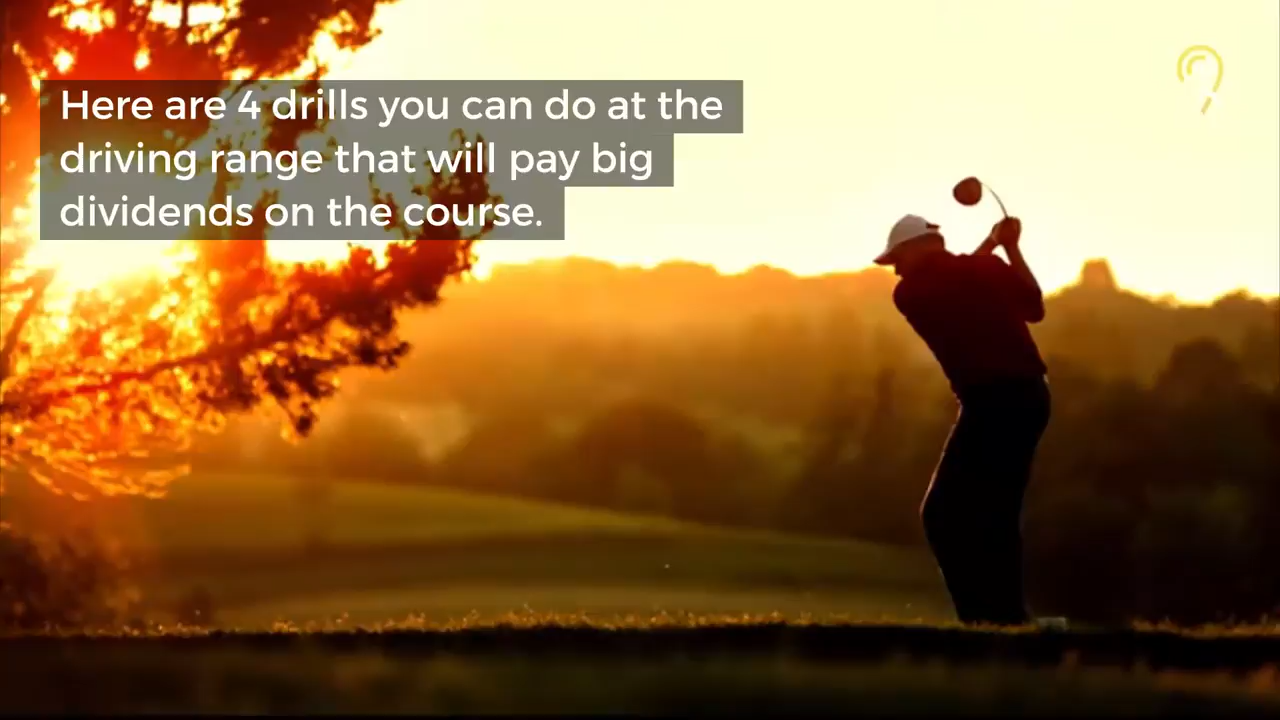 Here are 4 drills you can do at the
driving range that will pay big
dividends on the course.